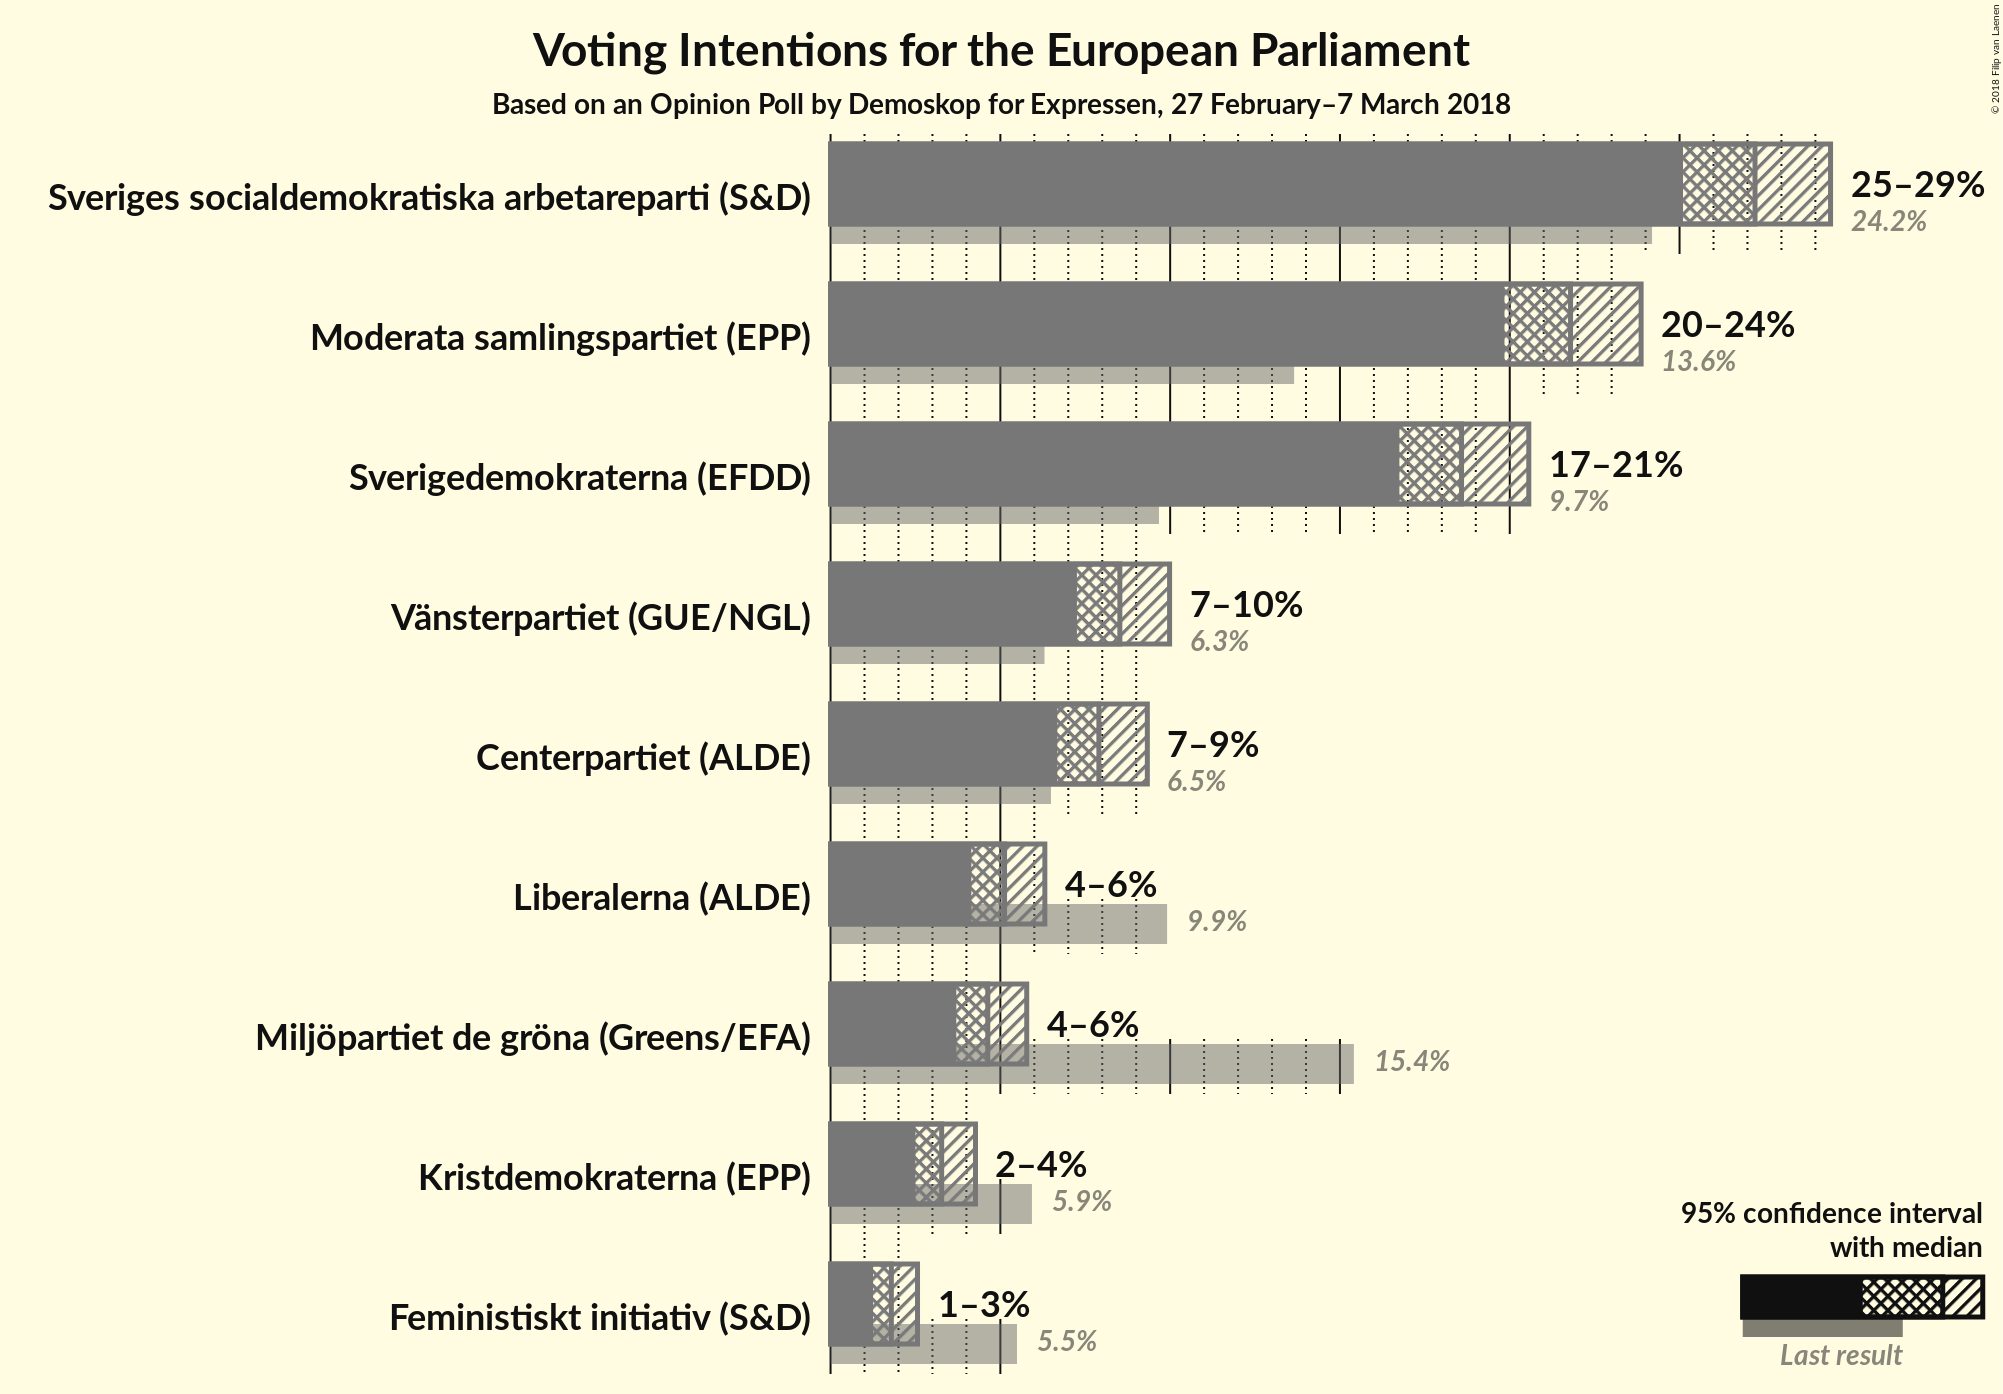 Voting Intentions for the European Parliament
Based on an Opinion Poll by Demoskop for Expressen, 27 February–7 March 2018
© 2018 Filip van Laenen
Sveriges socialdemokratiska arbetareparti (S&D)
25–29%
24.2%
Moderata samlingspartiet (EPP)
20–24%
13.6%
Sverigedemokraterna (EFDD)
17–21%
9.7%
Vänsterpartiet (GUE/NGL)
7–10%
6.3%
Centerpartiet (ALDE)
7–9%
6.5%
Liberalerna (ALDE)
4–6%
9.9%
Miljöpartiet de gröna (Greens/EFA)
4–6%
15.4%
Kristdemokraterna (EPP)
2–4%
5.9%
Feministiskt initiativ (S&D)
1–3%
5.5%
95% confidence interval
with median
Last result